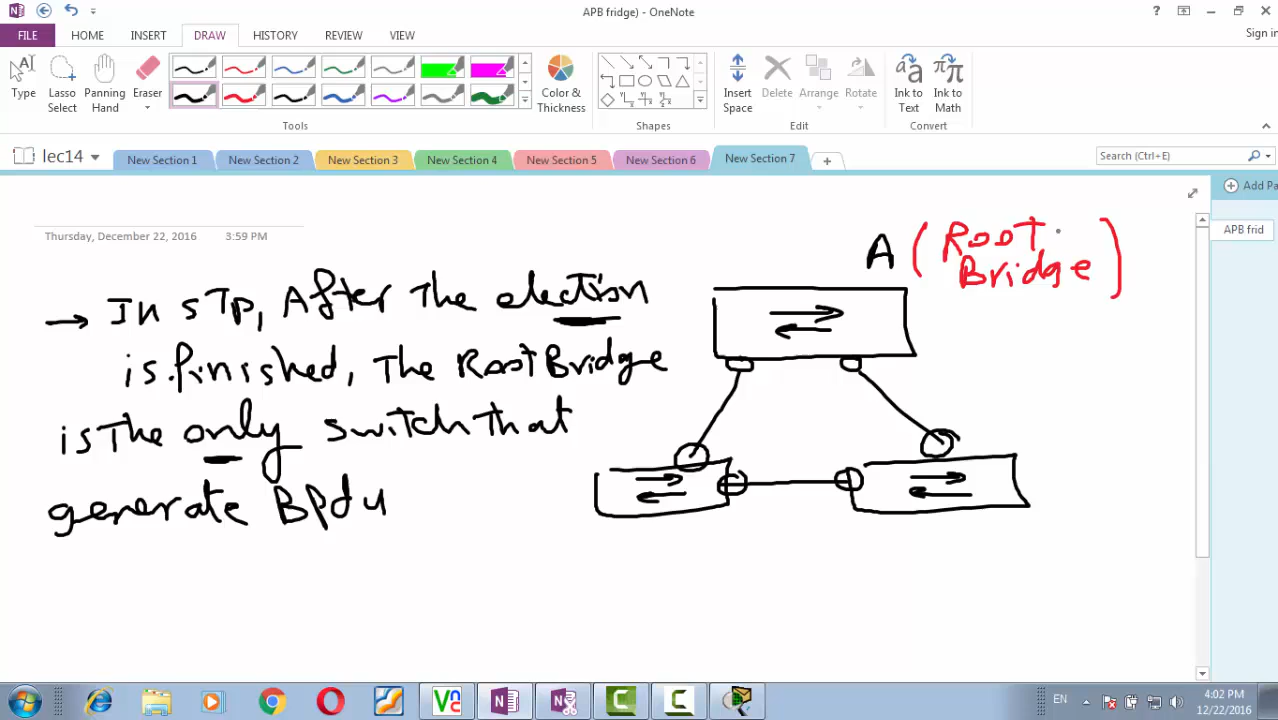 APB fridge) - OneNote
?
Sign in
FILE HOME INSERT DRAW HISTORY REVIEW VIEW
Type
Lasso Select
Panning Hand
Eraser
Color & Thickness
Insert Space
Delete
Arrange
Rotate
Ink to Text
Ink to Math
Tools
Shapes
Edit
Convert
lec14
New Section 1 New Section 2 New Section 3 New Section 4 New Section 5 New Section 6 New Section 7
Search (Ctrl+E)
Add Pa
APB frid
Thursday, December 22, 2016 3:59 PM
A (Root
Bridge)
→ In STP, After The election
is finished, The Root Bridge
is The only switch that
generate Bpdu
EN
4:02 PM
12/22/2016